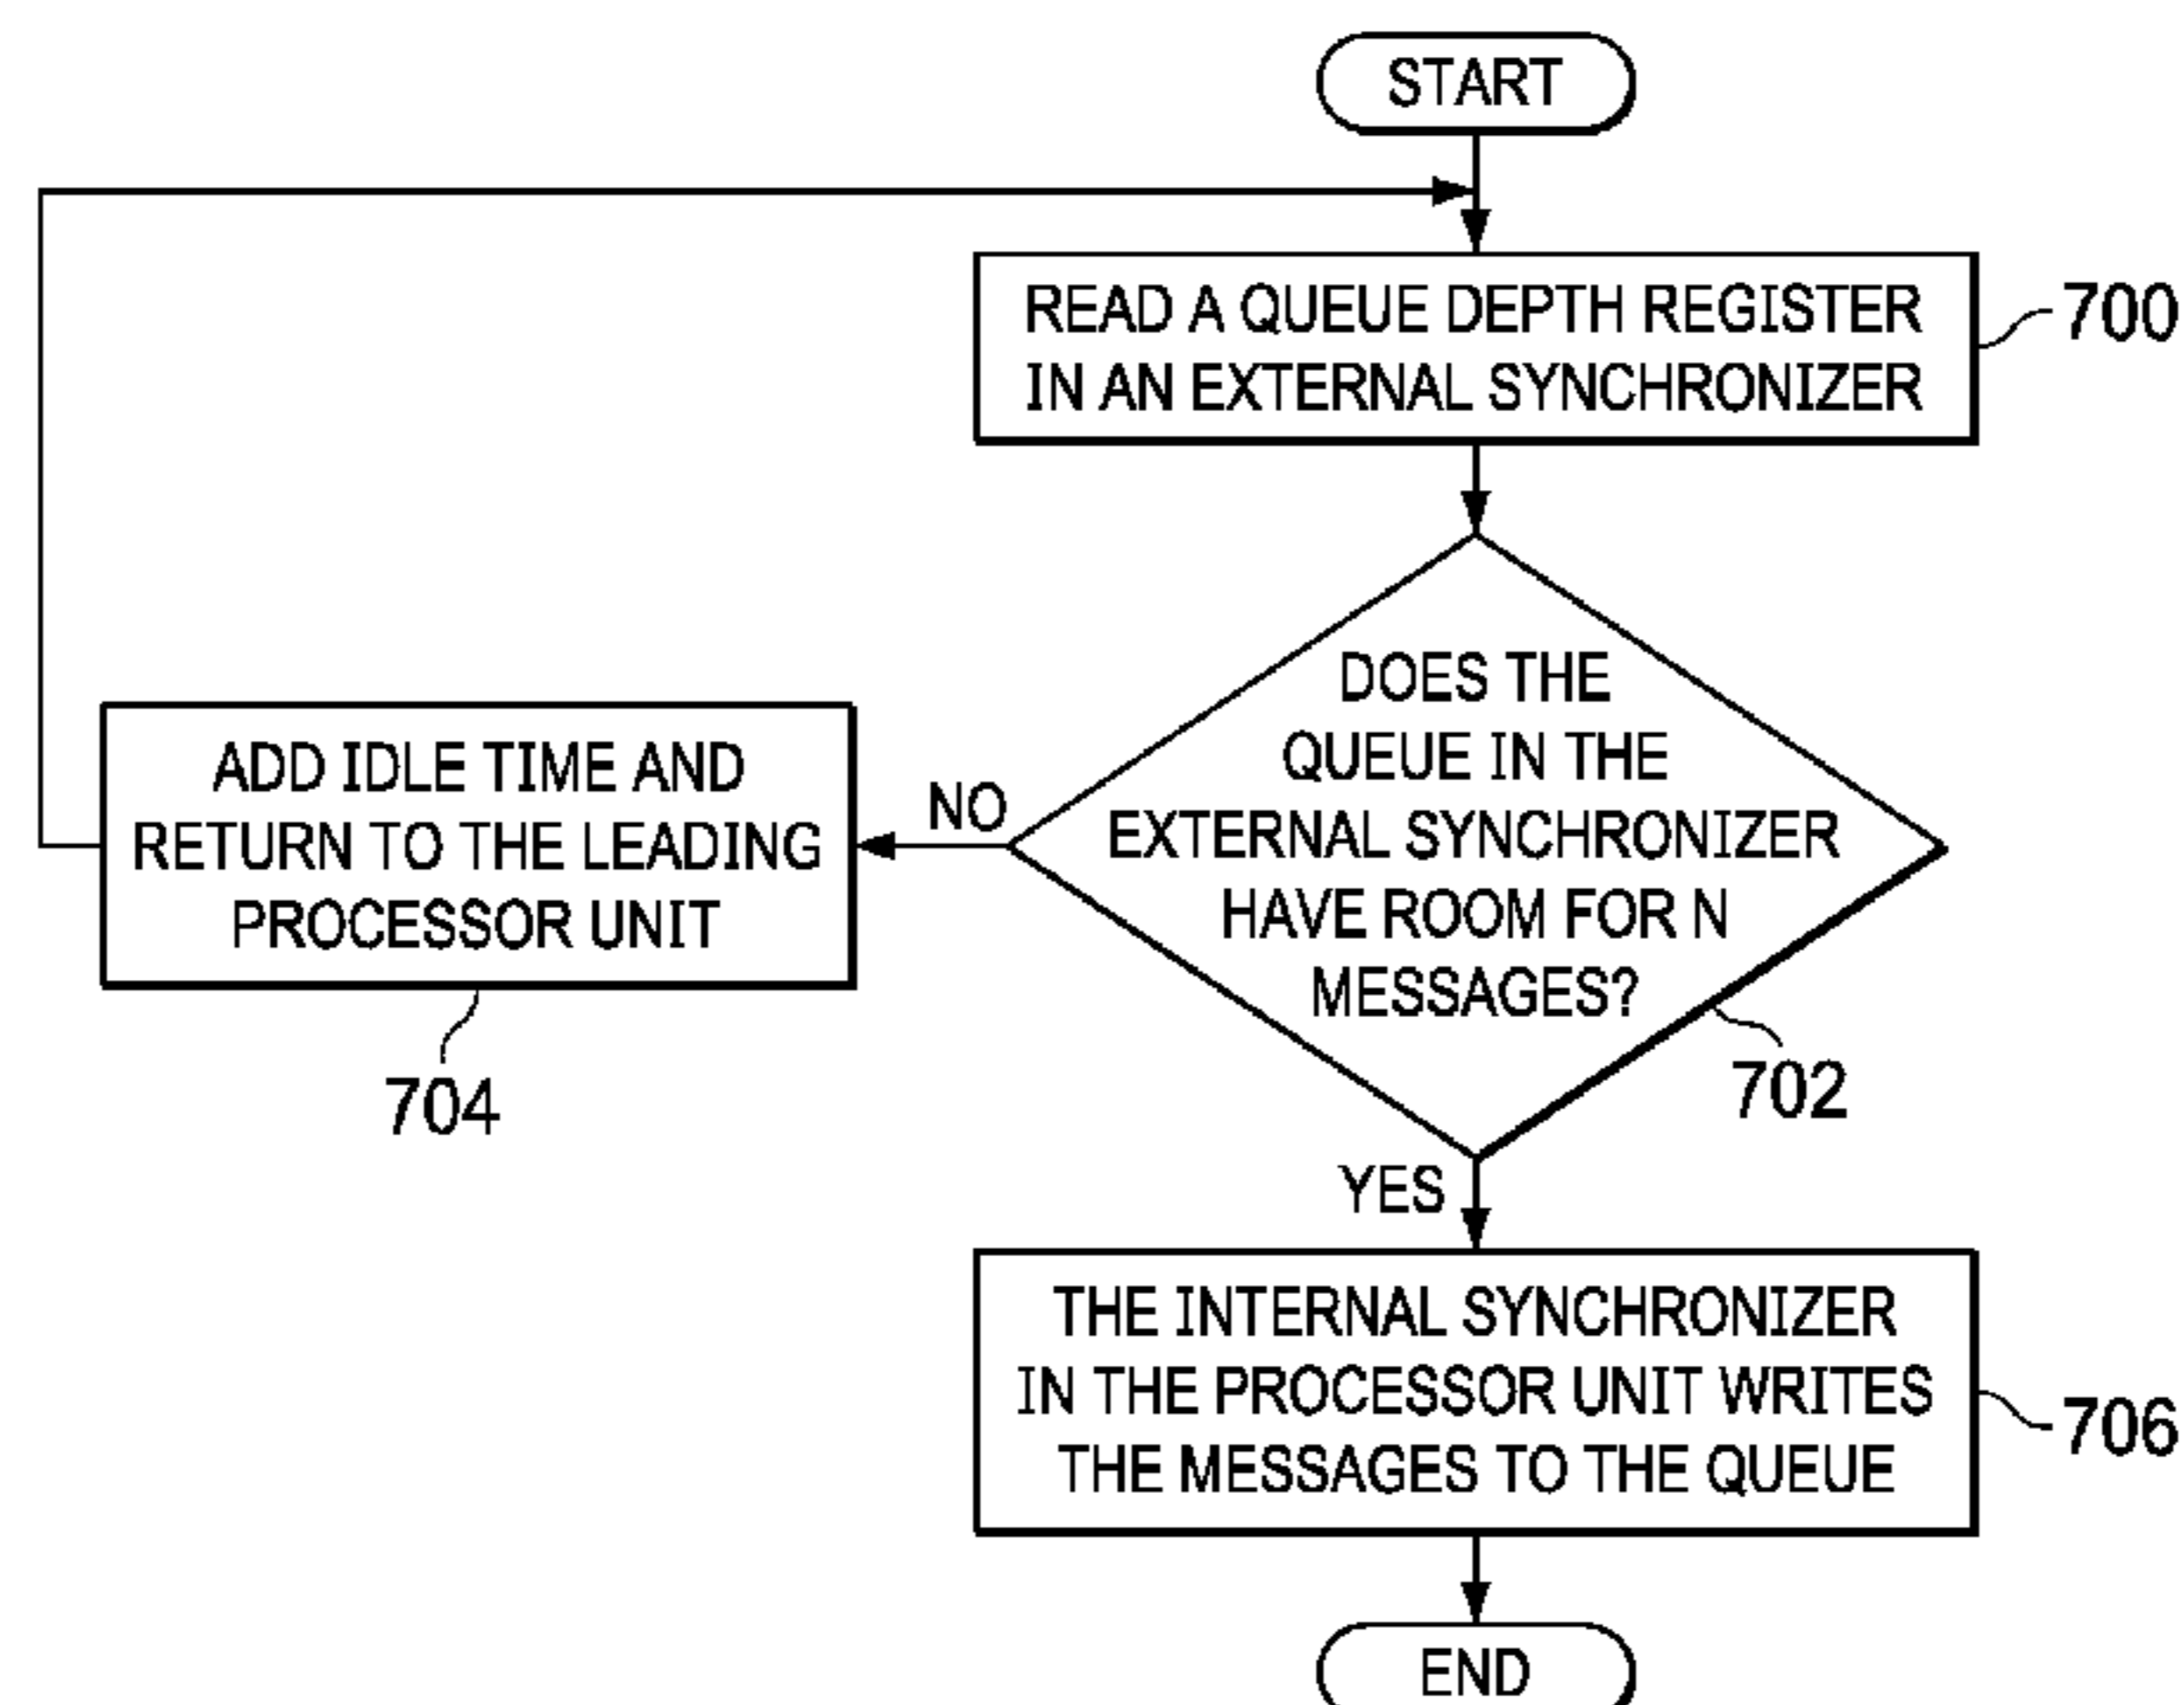 START
READ A QUEUE DEPTH REGISTER
IN AN EXTERNAL SYNCHRONIZER
700
DOES THE
QUEUE IN THE
EXTERNAL SYNCHRONIZER
HAVE ROOM FOR N
MESSAGES?
702
NO
ADD IDLE TIME AND
RETURN TO THE LEADING
PROCESSOR UNIT
704
YES
THE INTERNAL SYNCHRONIZER
IN THE PROCESSOR UNIT WRITES
THE MESSAGES TO THE QUEUE
706
END